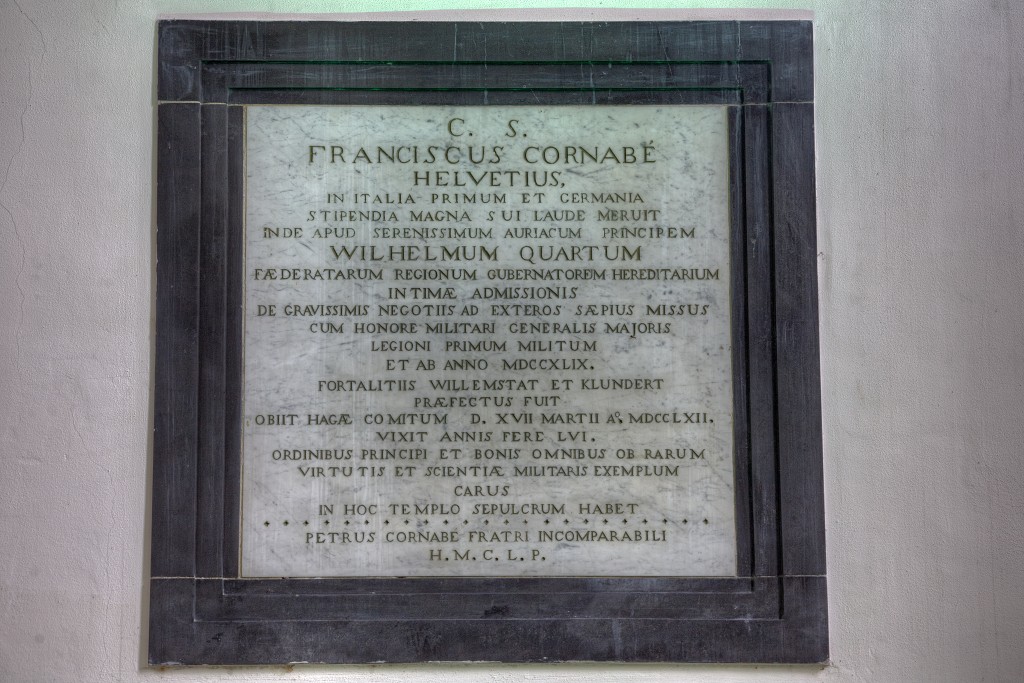 C. S.
FRANCISCUS CORNABÉ
HELVETIUS,
IN ITALIA PRIMUM ET GERMANIA
STIPENDIA MAGNA SUI LAUDE MERUIT
INDE APUD SERENISSIMUM AURIACUM PRINCIPEM
WILHELMUM QUARTUM
FÆDERATARUM REGIONUM GUBERNATOREM HEREDITARIUM
INTIMÆ ADMISSIONIS
DE GRAVISSIMIS NEGOTIIS AD EXTEROS SÆPIUS MISSUS
CUM HONORE MILITARI GENERALIS MAJORIS
LEGIONI PRIMUM MILITUM
ET AB ANNO MDCCXLIX.
FORTALITIIS WILLEMSTAT ET KLUNDERT
PRÆFECTUS FUIT
OBIIT HAGÆ COMITUM D. XVII MARTII Aº. MDCCLXII.
VIXIT ANNIS FERE LVI.
ORDINIBUS PRINCIPI ET BONIS OMNIBUS OB RARUM
VIRTUTIS ET SCIENTIÆ MILITARIS EXEMPLUM
CARUS
IN HOC TEMPLO SEPULCRUM HABET
PETRUS CORNABE FRATRI INCOMPARABILI
H. M. C. L. P.